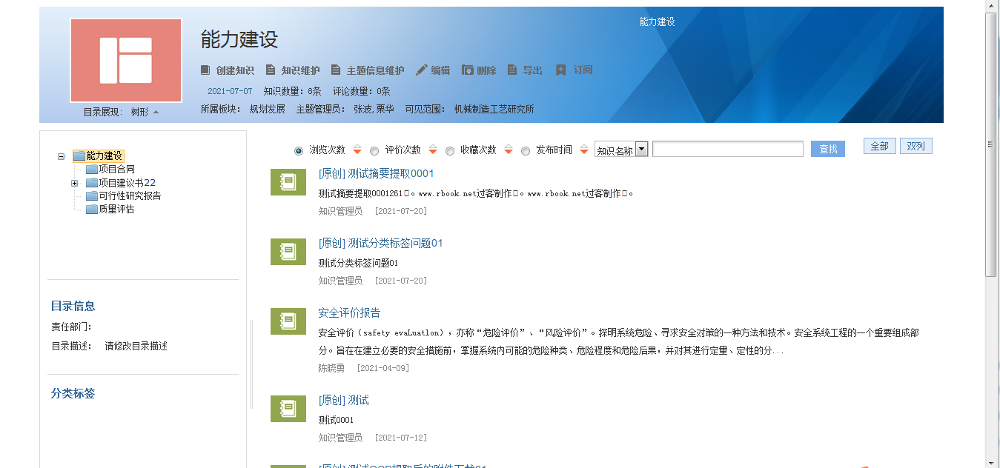 能力建设
能力建设
创建知识 知识维护 主题信息维护 编辑 删除 导出 订阅
2021-07-07 知识数量：8条 评论数量：0条
所属板块： 规划发展 主题管理员： 张波,栗华 可见范围： 机械制造工艺研究所
目录展现： 树形
能力建设
项目合同
项目建议书22
可行性研究报告
质量评估
目录信息
责任部门：
目录描述： 请修改目录描述
分类标签
浏览次数 评价次数 收藏次数 发布时间 知识名称 查找 全部 双列
[原创] 测试摘要提取0001
测试摘要提取0001261▯。www.rbook.net过客制作▯。www.rbook.net过客制作▯。
知识管理员 [2021-07-20]
[原创] 测试分类标签问题01
测试分类标签问题01
知识管理员 [2021-07-20]
安全评价报告
安全评价（safety evaLuatlon），亦称“危险评价”、“风险评价”。探明系统危险、寻求安全对策的一种方法和技术。安全系统工程的一个重要组成部
分。旨在在建立必要的安全措施前，掌握系统内可能的危险种类、危险程度和危险后果，并对其进行定量、定性的分...
陈晓勇 [2021-04-09]
[原创] 测试
测试0001
知识管理员 [2021-07-12]
[原创] 测试OCR提取后的附件下载01